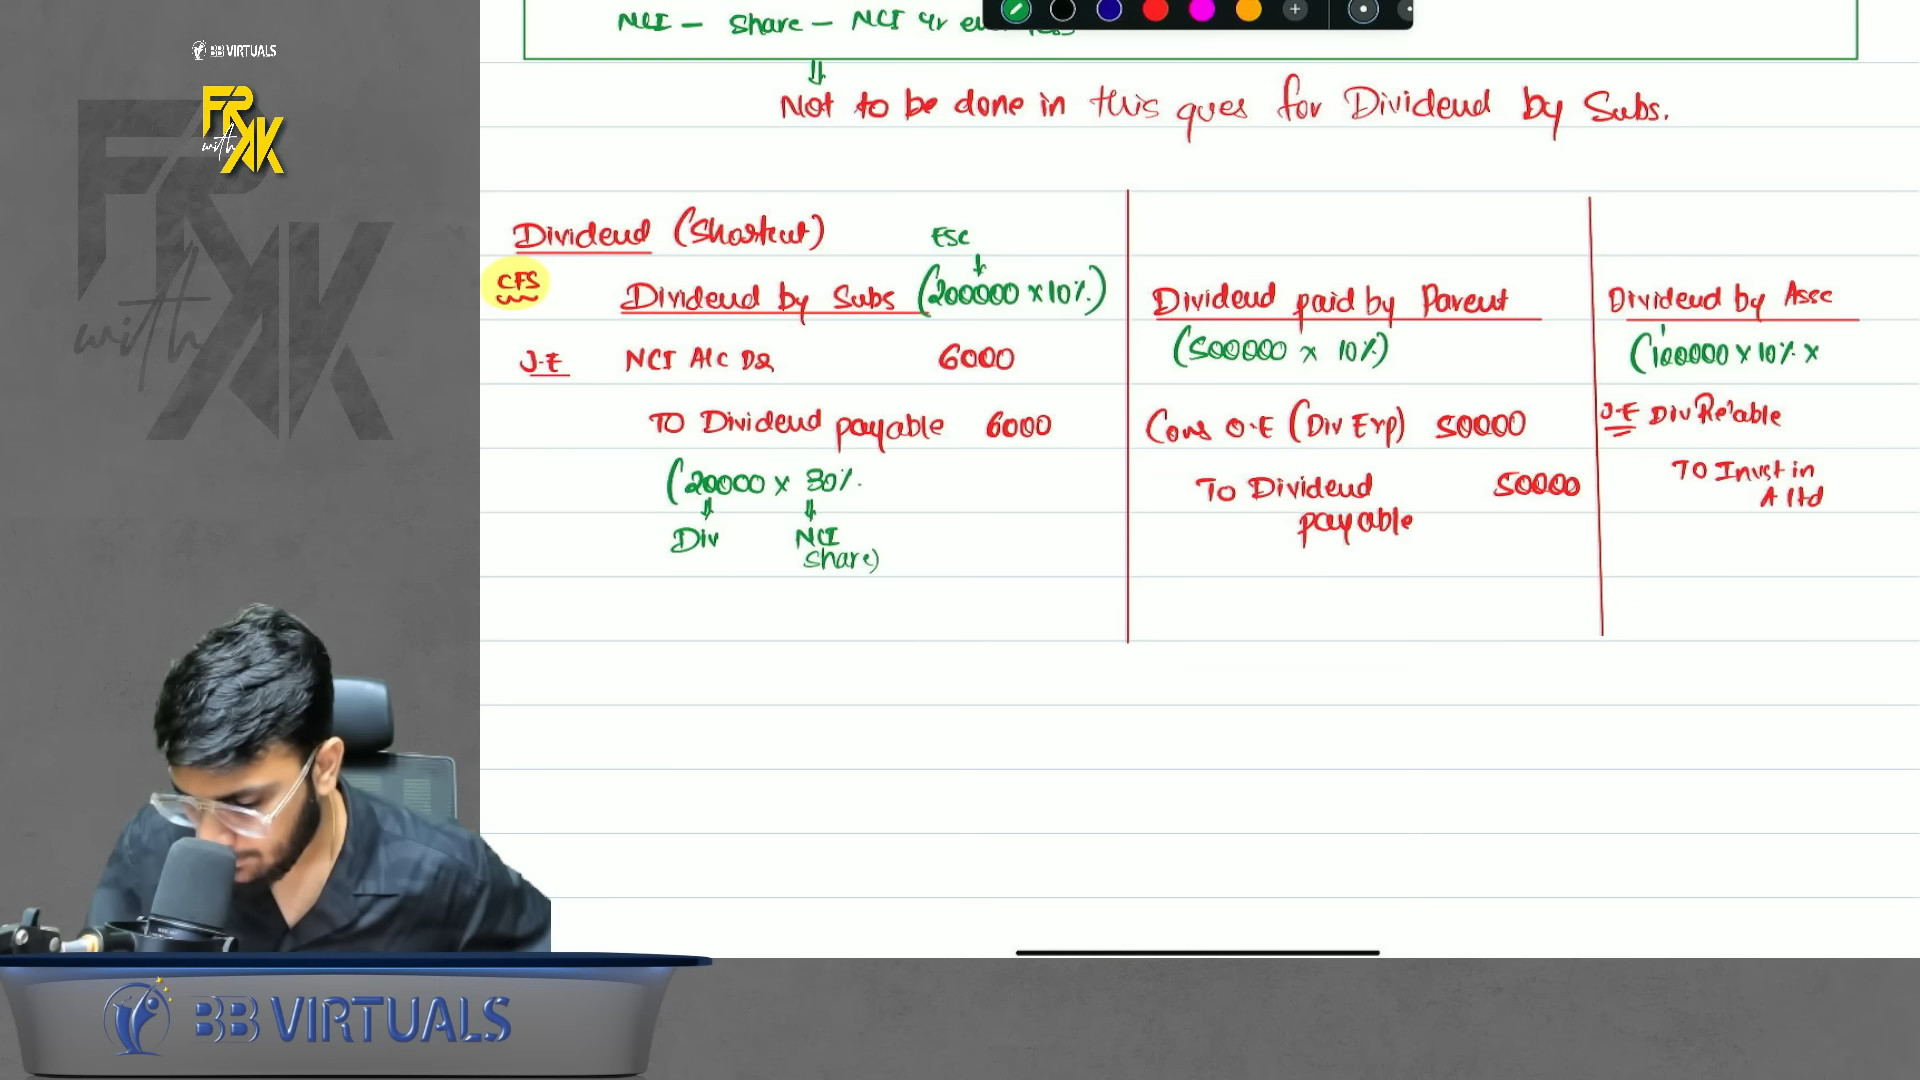 BB VIRTUALS
FR
with
AK
FR
with
AK
NCI - Share - NCI
Not to be done in this ques for Dividend by Subs.
Dividend (Shortcut)
ESC
CFS
Dividend by Subs (200000 x 10%)
J.E NCI A/c Dr 6000
TO Dividend payable 6000
(20000 x 30%
Div NCI
share)
Dividend paid by Parent
(500000 x 10%)
Cons O.E (Div Exp) 50000
To Dividend 50000
payable
Dividend by Assc
(100000 x 10% x
J.E Div Re'able
TO Invst in
A ltd
BB VIRTUALS